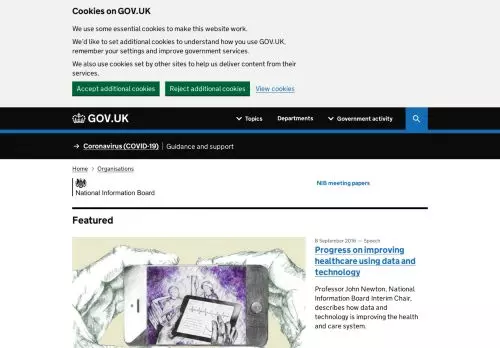 Cookies on GOV.UK
We use some essential cookies to make this website work.
We'd like to set additional cookies to understand how you use GOV.UK,
remember your settings and improve government services.
We also use cookies set by other sites to help us deliver content from their
services.
Accept additional cookies Reject additional cookies View cookies
GOV.UK Topics Departments Government activity
Coronavirus (COVID-19) Guidance and support
Home Organisations
National Information Board
NIB meeting papers
Featured
8 September 2016 — Speech
Progress on improving
healthcare using data and
technology
Professor John Newton, National
Information Board Interim Chair,
describes how data and
technology is improving the health
and care system.